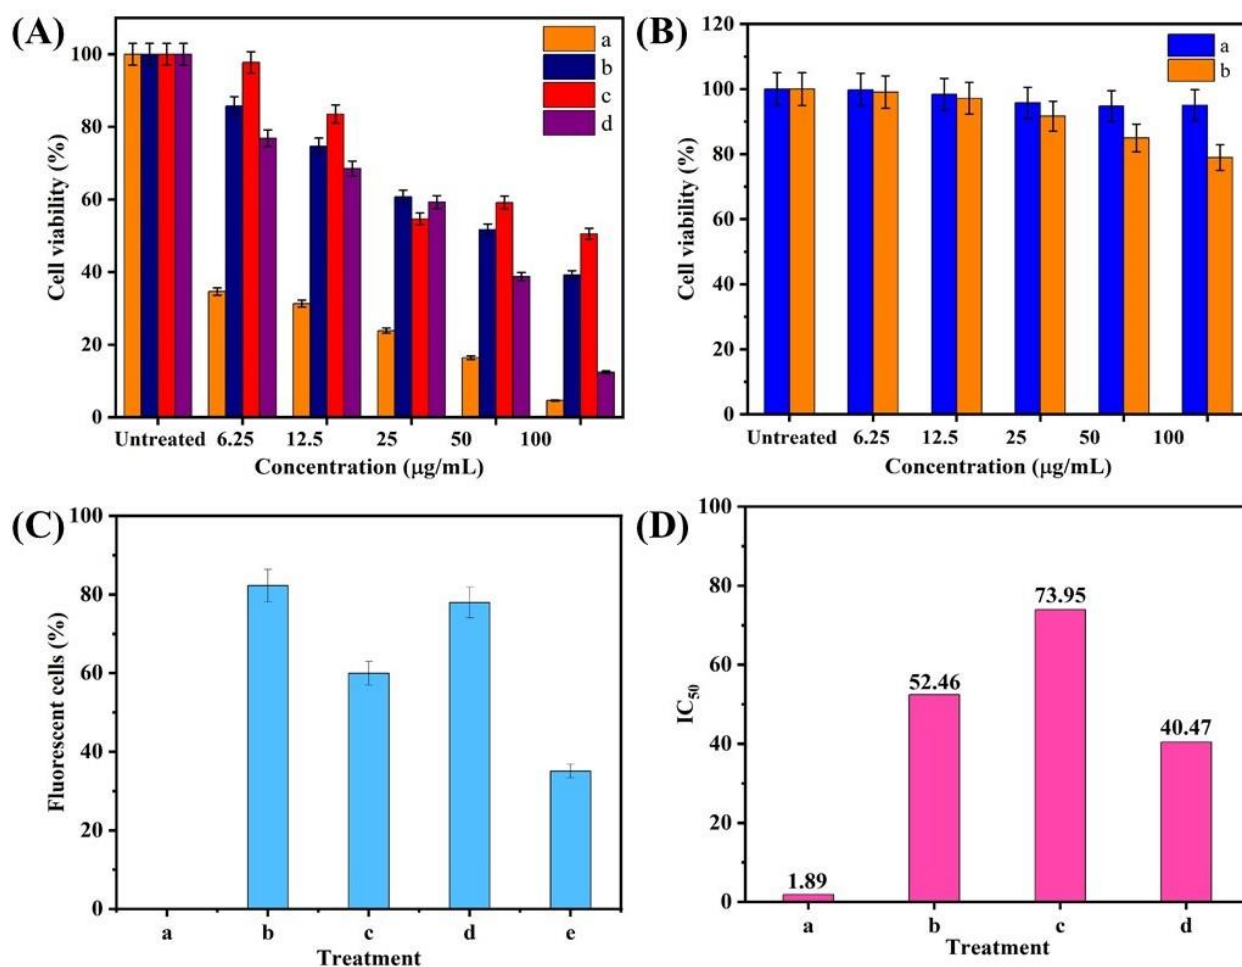 (A)
Cell viability (%)
100
80
60
40
20
0
a
b
c
d
Untreated 6.25 12.5 25 50 100
Concentration (μg/mL)
(B)
Cell viability (%)
120
100
80
60
40
20
0
a
b
Untreated 6.25 12.5 25 50 100
Concentration (μg/mL)
(C)
Fluorescent cells (%)
100
80
60
40
20
0
a b c d e
Treatment
(D)
IC50
100
80
60
40
20
0
1.89
52.46
73.95
40.47
a b c d
Treatment